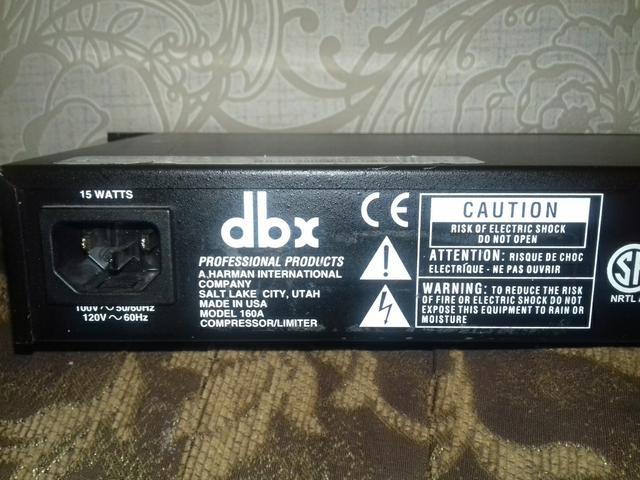 15 WATTS
100V ~ 50/60Hz
120V ~ 60Hz
dbx
PROFESSIONAL PRODUCTS
A HARMAN INTERNATIONAL
COMPANY
SALT LAKE CITY, UTAH
MADE IN USA
MODEL 160A
COMPRESSOR/LIMITER
CE
CAUTION
RISK OF ELECTRIC SHOCK
DO NOT OPEN
ATTENTION: RISQUE DE CHOC
ELECTRIQUE - NE PAS OUVRIR
WARNING: TO REDUCE THE RISK
OF FIRE OR ELECTRIC SHOCK DO NOT
EXPOSE THIS EQUIPMENT TO RAIN OR
MOISTURE
NRTL